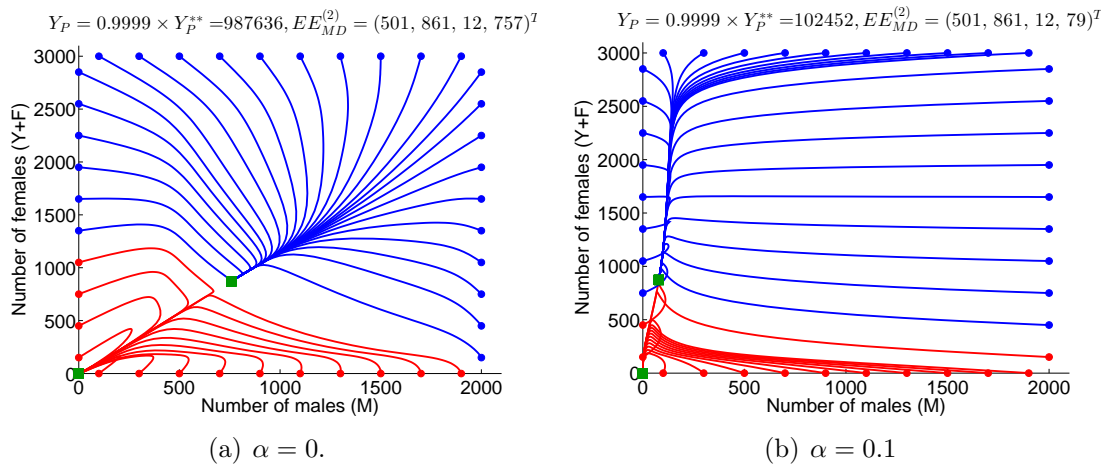 Y_P = 0.9999 × Y_P^{**} =987636, EE_{MD}^{(2)} = (501, 861, 12, 757)^T
Number of females (Y+F)
3000
2500
2000
1500
1000
500
0
0 500 1000 1500 2000
Number of males (M)
(a) α = 0.
Y_P = 0.9999 × Y_P^{**} =102452, EE_{MD}^{(2)} = (501, 861, 12, 79)^T
Number of females (Y+F)
3000
2500
2000
1500
1000
500
0
0 500 1000 1500 2000
Number of males (M)
(b) α = 0.1